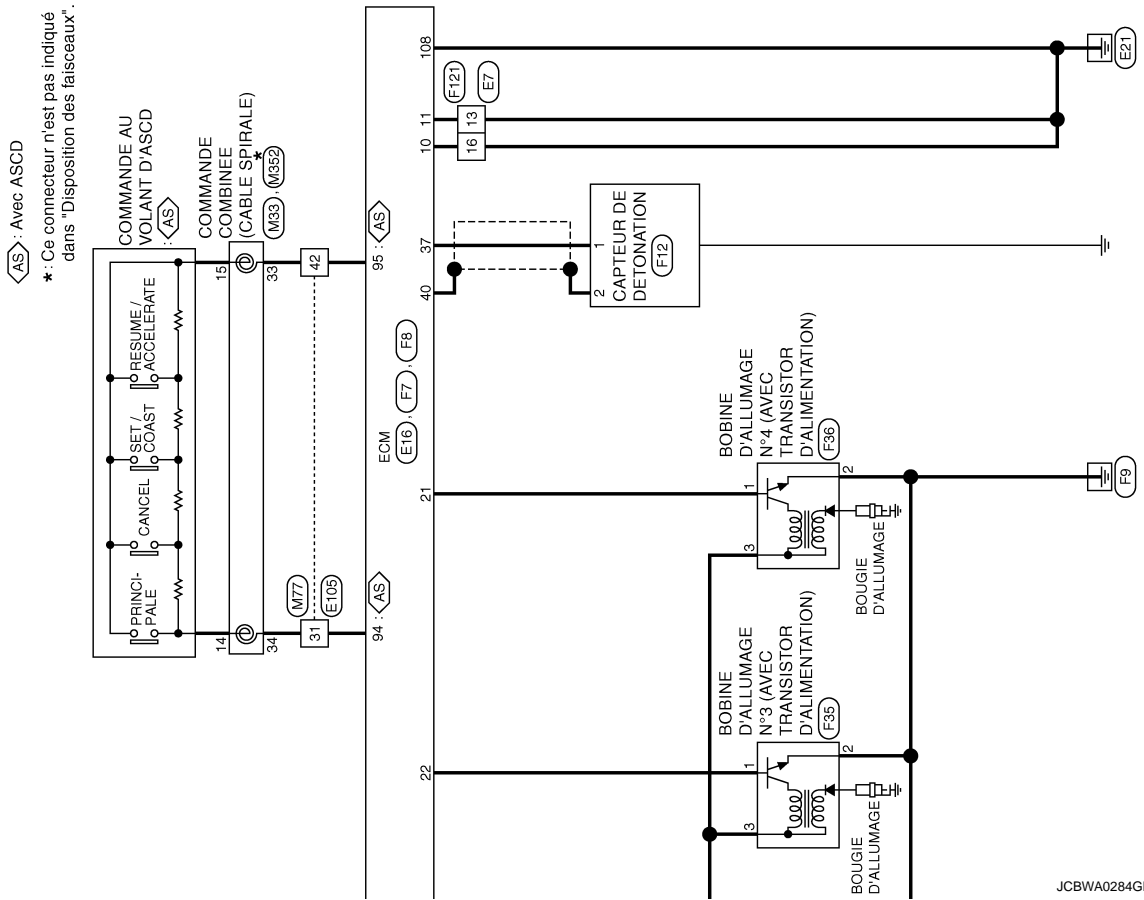 AS : Avec ASCD
* : Ce connecteur n'est pas indiqué
dans "Disposition des faisceaux".
COMMANDE AU
VOLANT D'ASCD
: AS
PRINCI-
PALE
CANCEL
SET /
COAST
RESUME /
ACCELERATE
COMMANDE
COMBINEE
(CABLE SPIRALE)
*
M33 , M352
14
15
34
33
M77
31
42
E105
94 : AS
95 : AS
ECM
E16 , F7 , F8
22
21
40
37
10
11
108
F121
16
13
E7
BOBINE
D'ALLUMAGE
N°3 (AVEC
TRANSISTOR
D'ALIMENTATION)
F35
3
1
2
BOUGIE
D'ALLUMAGE
BOBINE
D'ALLUMAGE
N°4 (AVEC
TRANSISTOR
D'ALIMENTATION)
F36
3
1
2
BOUGIE
D'ALLUMAGE
2
1
CAPTEUR DE
DETONATION
F12
F9
E21
JCBWA0284G